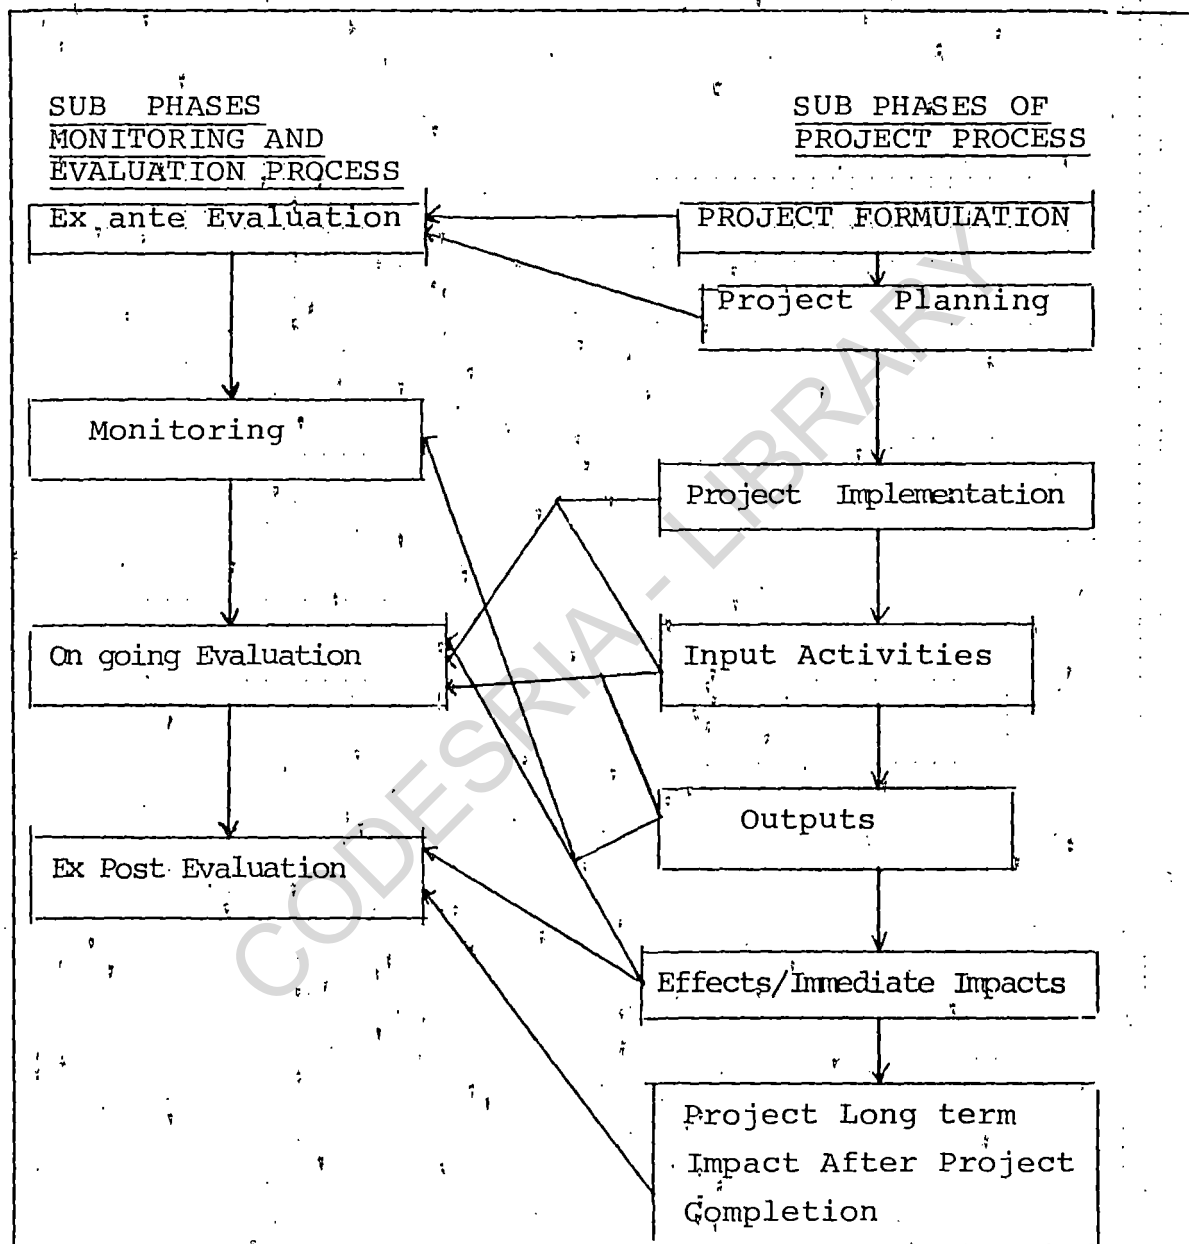 SUB PHASES
MONITORING AND
EVALUATION PROCESS
Ex ante Evaluation
Monitoring
On going Evaluation
Ex Post Evaluation
SUB PHASES OF
PROJECT PROCESS
PROJECT FORMULATION
Project Planning
Project Implementation
Input Activities
Outputs
Effects/Immediate Impacts
Project Long term
Impact After Project
Completion
CODESRIA - LIBRARY